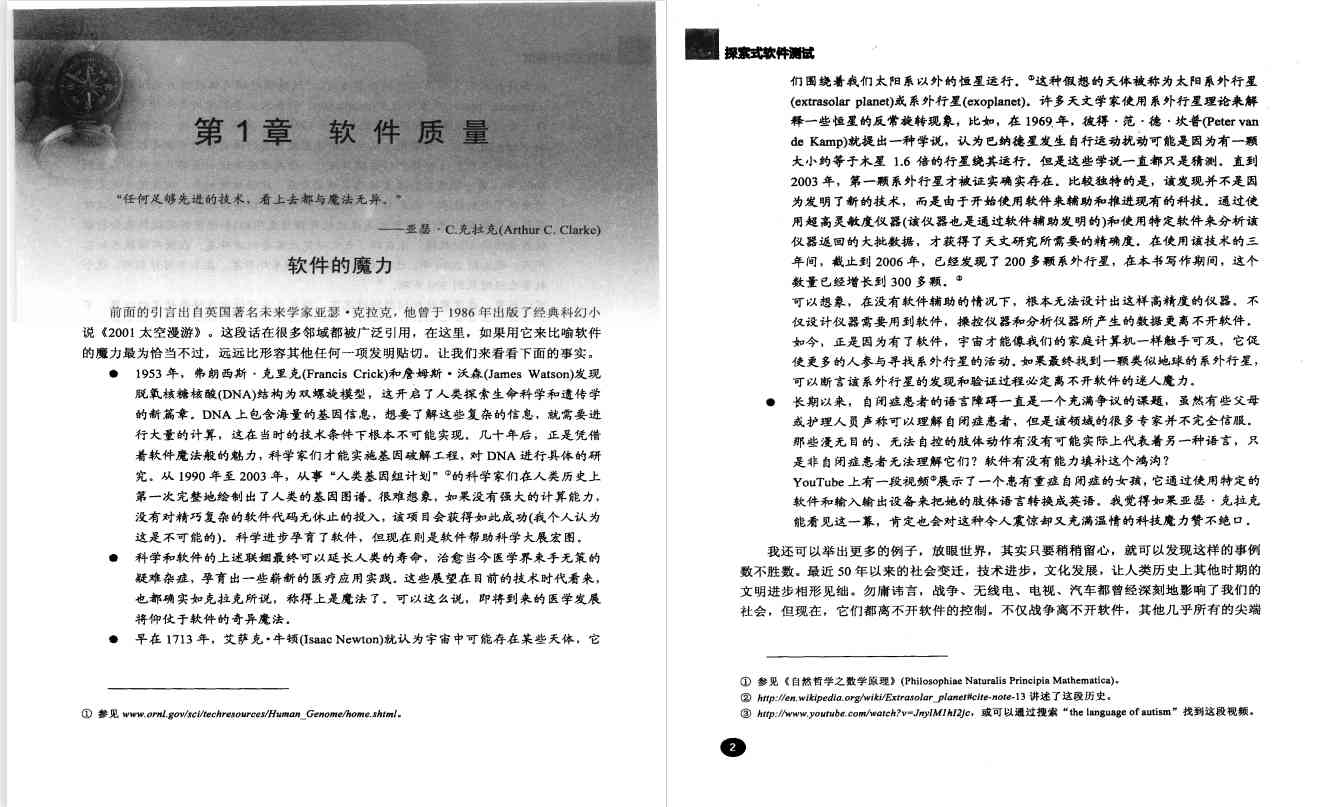 第1章 软件质量
“任何足够先进的技术，看上去都与魔法无异。”
——亚瑟·C.克拉克(Arthur C. Clarke)
软件的魔力
前面的引言出自英国著名未来学家亚瑟·克拉克，他曾于1986年出版了经典科幻小
说《2001太空漫游》。这段话在很多邻域都被广泛引用，在这里，如果用它来比喻软件
的魔力最为恰当不过，远远比形容其他任何一项发明贴切。让我们来看看下面的事实。
● 1953年，弗朗西斯·克里克(Francis Crick)和詹姆斯·沃森(James Watson)发现
脱氧核糖核酸(DNA)结构为双螺旋模型，这开启了人类探索生命科学和遗传学
的新篇章。DNA上包含海量的基因信息，想要了解这些复杂的信息，就需要进
行大量的计算，这在当时的技术条件下根本不可能实现。几十年后，正是凭借
着软件魔法般的魅力，科学家们才能实施基因破解工程，对DNA进行具体的研
究。从1990年至2003年，从事“人类基因组计划”①的科学家们在人类历史上
第一次完整地绘制出了人类的基因图谱。很难想象，如果没有强大的计算能力，
没有对精巧复杂的软件代码无休止的投入，该项目会获得如此成功(我个人认为
这是不可能的)。科学进步孕育了软件，但现在则是软件帮助科学大展宏图。
● 科学和软件的上述联姻最终可以延长人类的寿命，治愈当今医学界束手无策的
疑难杂症，孕育出一些崭新的医疗应用实践。这些展望在目前的技术时代看来，
也都确实如克拉克所说，称得上是魔法了。可以这么说，即将到来的医学发展
将仰仗于软件的奇异魔法。
● 早在1713年，艾萨克·牛顿(Isaac Newton)就认为宇宙中可能存在某些天体，它
① 参见 www.ornl.gov/sci/techresources/Human_Genome/home.shtml。
探索式软件测试
们围绕着我们太阳系以外的恒星运行。①这种假想的天体被称为太阳系外行星
(extrasolar planet)或系外行星(exoplanet)。许多天文学家使用系外行星理论来解
释一些恒星的反常旋转现象，比如，在1969年，彼得·范·德·坎普(Peter van
de Kamp)就提出一种学说，认为巴纳德星发生自行运动扰动可能是因为有一颗
大小约等于木星 1.6 倍的行星绕其运行。但是这些学说一直都只是猜测。直到
2003年，第一颗系外行星才被证实确实存在。比较独特的是，该发现并不是因
为发明了新的技术，而是由于开始使用软件来辅助和推进现有的科技。通过使
用超高灵敏度仪器(该仪器也是通过软件辅助发明的)和使用特定软件来分析该
仪器返回的大批数据，才获得了天文研究所需要的精确度。在使用该技术的三
年间，截止到2006年，已经发现了200多颗系外行星，在本书写作期间，这个
数量已经增长到300多颗。②
可以想象，在没有软件辅助的情况下，根本无法设计出这样高精度的仪器。不
仅设计仪器需要用到软件，操控仪器和分析仪器所产生的数据更离不开软件。
如今，正是因为有了软件，宇宙才能像我们的家庭计算机一样触手可及，它促
使更多的人参与寻找系外行星的活动。如果最终找到一颗类似地球的系外行星，
可以断言该系外行星的发现和验证过程必定离不开软件的迷人魔力。
● 长期以来，自闭症患者的语言障碍一直是一个充满争议的课题，虽然有些父母
或护理人员声称可以理解自闭症患者，但是该领域的很多专家并不完全信服。
那些漫无目的、无法自控的肢体动作有没有可能实际上代表着另一种语言，只
是非自闭症患者无法理解它们？软件有没有能力填补这个鸿沟？
YouTube上有一段视频③展示了一个患有重症自闭症的女孩，它通过使用特定的
软件和输入输出设备来把她的肢体语言转换成英语。我觉得如果亚瑟·克拉克
能看见这一幕，肯定也会对这种令人震惊却又充满温情的科技魔力赞不绝口。
我还可以举出更多的例子，放眼世界，其实只要稍稍留心，就可以发现这样的事例
数不胜数。最近50年以来的社会变迁，技术进步，文化发展，让人类历史上其他时期的
文明进步相形见绌。勿庸讳言，战争、无线电、电视、汽车都曾经深刻地影响了我们的
社会，但现在，它们都离不开软件的控制。不仅战争离不开软件，其他几乎所有的尖端
① 参见《自然哲学之数学原理》(Philosophiae Naturalis Principia Mathematica)。
② http://en.wikipedia.org/wiki/Extrasolar_planet#cite-note-13 讲述了这段历史。
③ http://www.youtube.com/watch?v=JnylM1hI2jc，或可以通过搜索“the language of autism”找到这段视频。
2